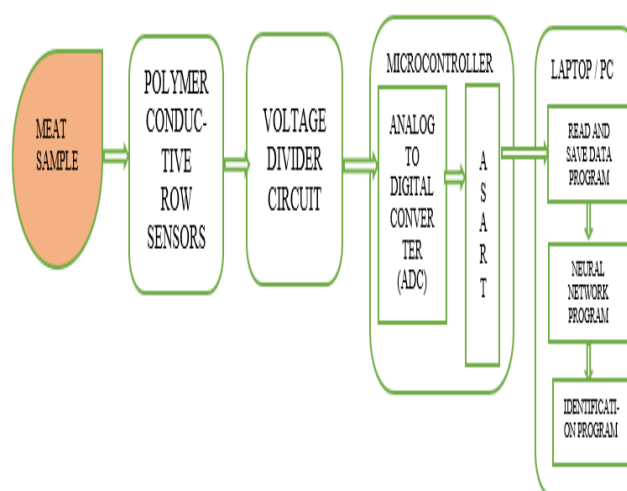 MEAT
SAMPLE
POLYMER
CONDUC-
TIVE
ROW
SENSORS
VOLTAGE
DIVIDER
CIRCUIT
MICROCONTROLLER
ANALOG
TO
DIGITAL
CONVER
TER
(ADC)
A
S
A
R
T
LAPTOP / PC
READ AND
SAVE DATA
PROGRAM
NEURAL
NETWORK
PROGRAM
IDENTIFICATI-
ON PROGRAM